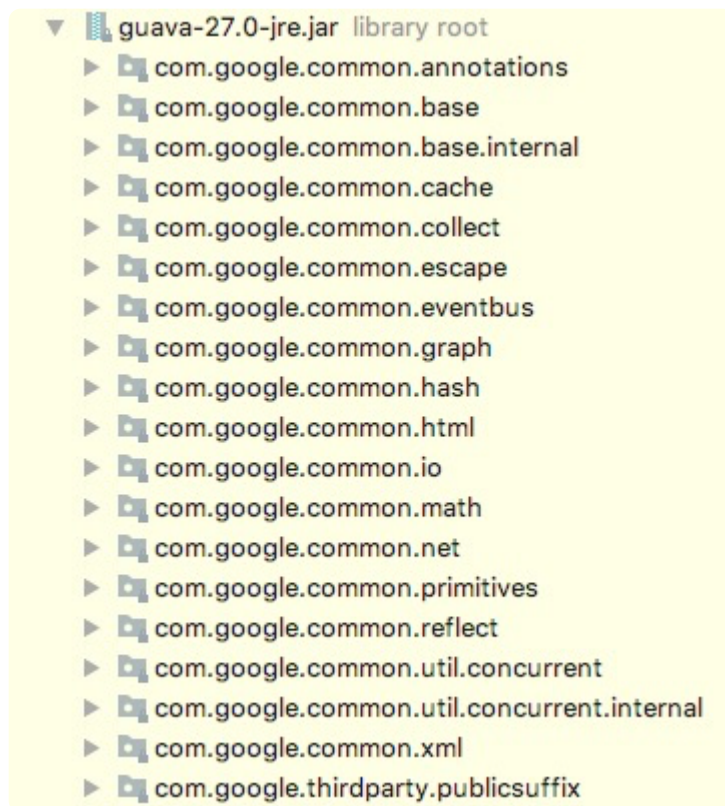 guava-27.0-jre.jar library root
com.google.common.annotations
com.google.common.base
com.google.common.base.internal
com.google.common.cache
com.google.common.collect
com.google.common.escape
com.google.common.eventbus
com.google.common.graph
com.google.common.hash
com.google.common.html
com.google.common.io
com.google.common.math
com.google.common.net
com.google.common.primitives
com.google.common.reflect
com.google.common.util.concurrent
com.google.common.util.concurrent.internal
com.google.common.xml
com.google.thirdparty.publicsuffix